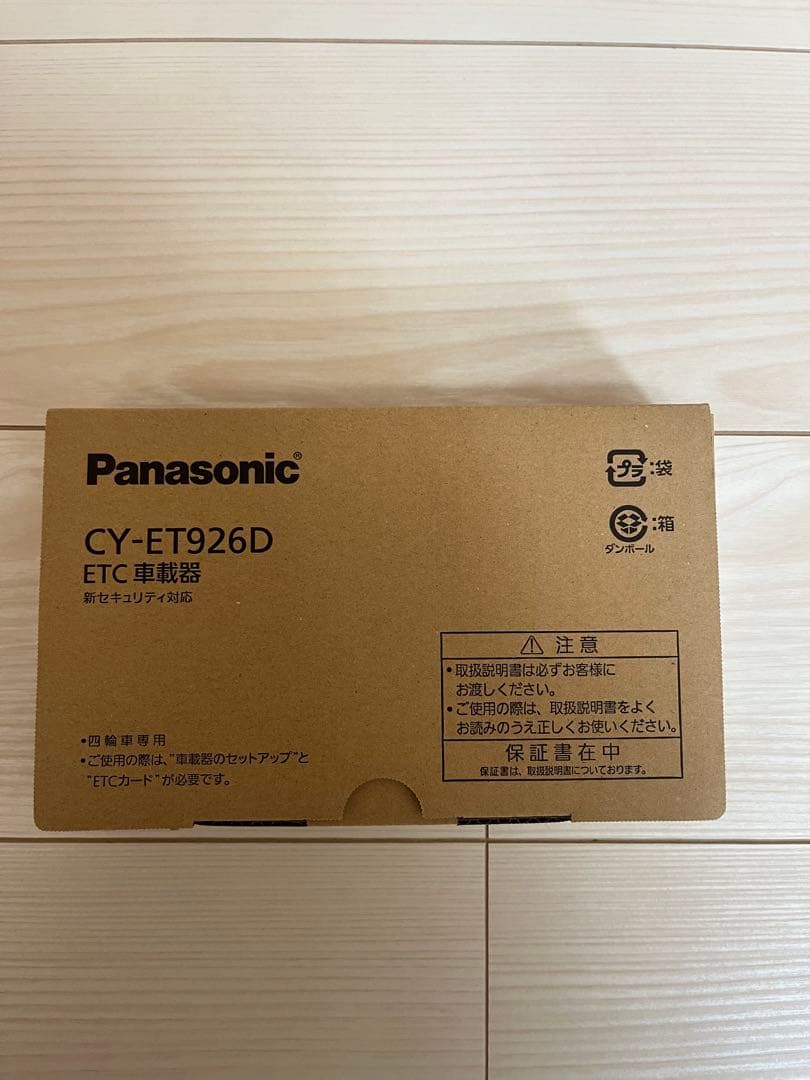 Panasonic®
CY-ET926D
ETC 車載器
新セキュリティ対応
•四輪車専用
•ご使用の際は、"車載器のセットアップ"と
"ETCカード"が必要です。
プラ:袋
:箱
ダンボール
⚠ 注意
•取扱説明書は必ずお客様に
お渡しください。
•ご使用の際は、取扱説明書をよく
お読みのうえ正しくお使いください。
保証書在中
保証書は、取扱説明書についております。